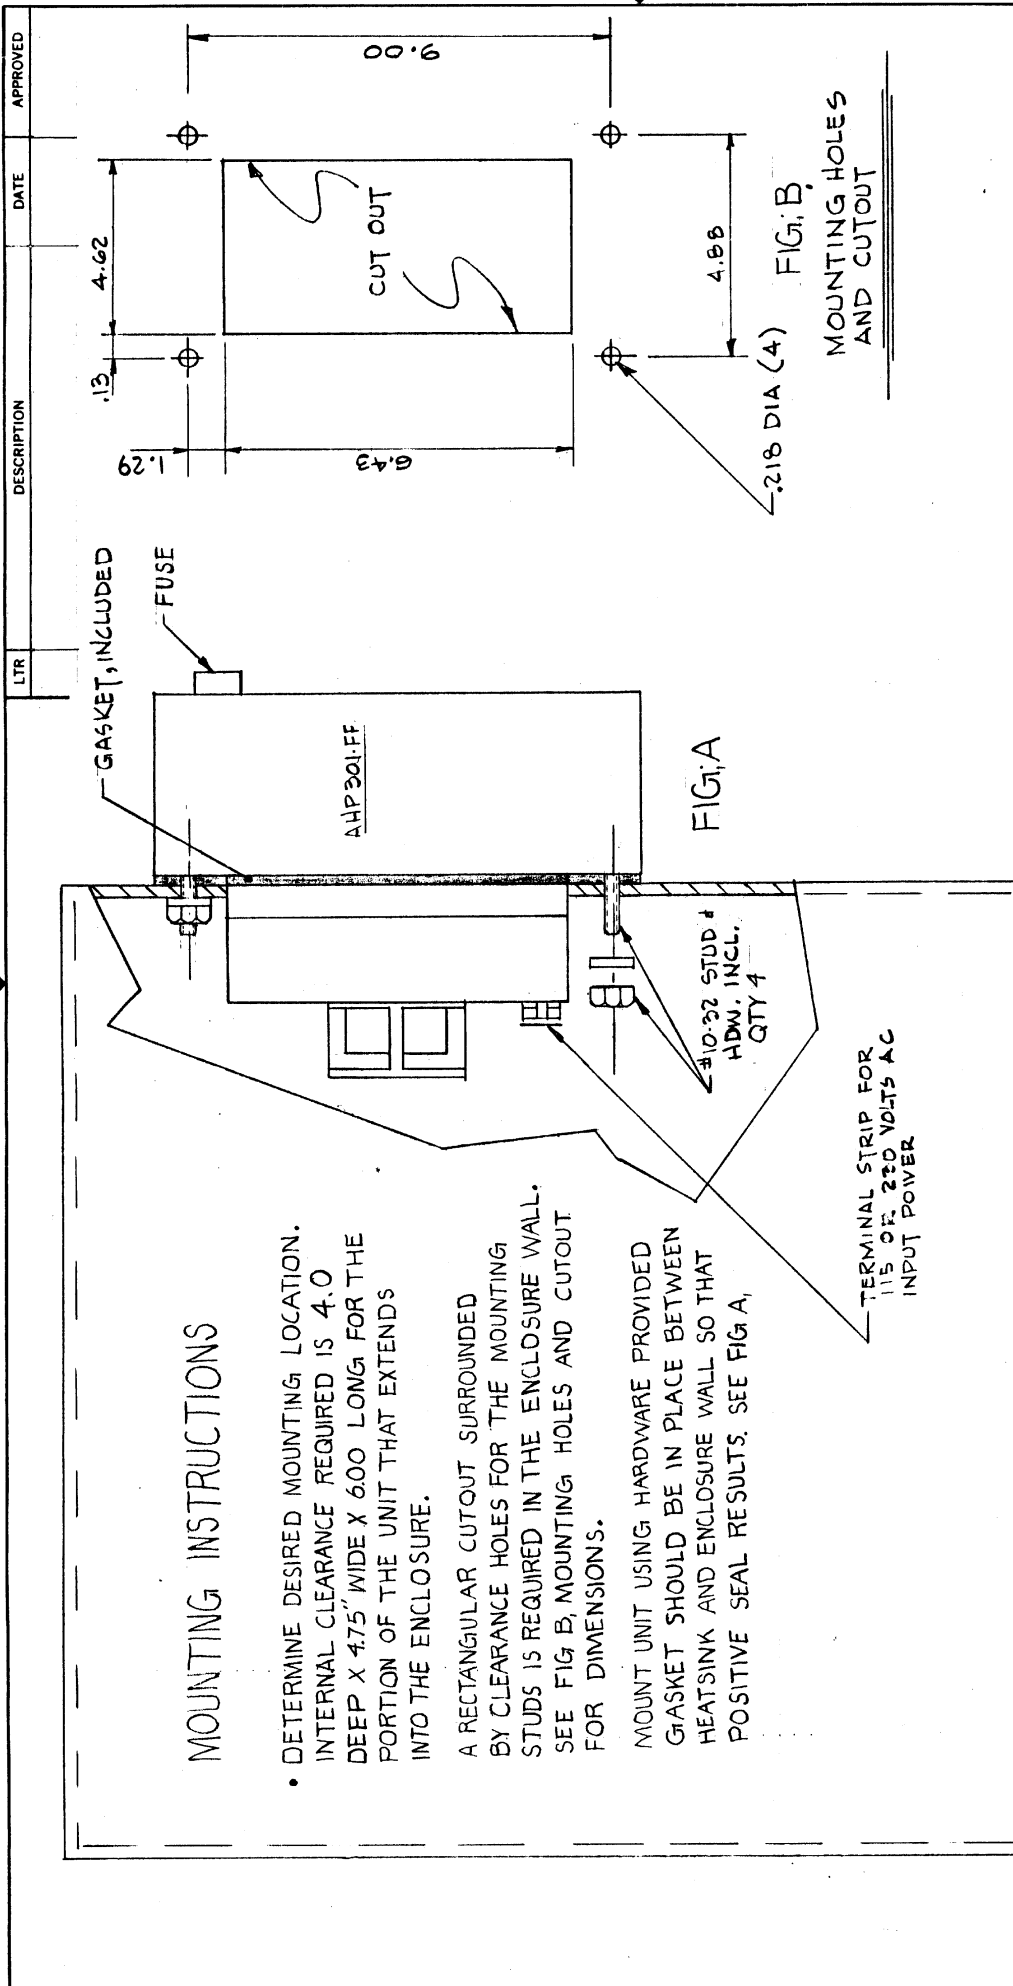 LTR DESCRIPTION DATE APPROVED
MOUNTING INSTRUCTIONS
• DETERMINE DESIRED MOUNTING LOCATION.
INTERNAL CLEARANCE REQUIRED IS 4.0
DEEP X 4.75" WIDE X 6.00 LONG FOR THE
PORTION OF THE UNIT THAT EXTENDS
INTO THE ENCLOSURE.
A RECTANGULAR CUTOUT SURROUNDED
BY CLEARANCE HOLES FOR THE MOUNTING
STUDS IS REQUIRED IN THE ENCLOSURE WALL.
SEE FIG B, MOUNTING HOLES AND CUTOUT
FOR DIMENSIONS.
MOUNT UNIT USING HARDWARE PROVIDED
GASKET SHOULD BE IN PLACE BETWEEN
HEATSINK AND ENCLOSURE WALL SO THAT
POSITIVE SEAL RESULTS. SEE FIG A,
GASKET, INCLUDED
FUSE
AHP301-FF
#10-32 STUD &
HDW. INCL.
QTY 4
TERMINAL STRIP FOR
115 OR 220 VOLTS AC
INPUT POWER
FIG. A
.13
4.62
1.29
6.43
9.00
CUT OUT
4.88
.218 DIA (4)
FIG. B.
MOUNTING HOLES
AND CUTOUT